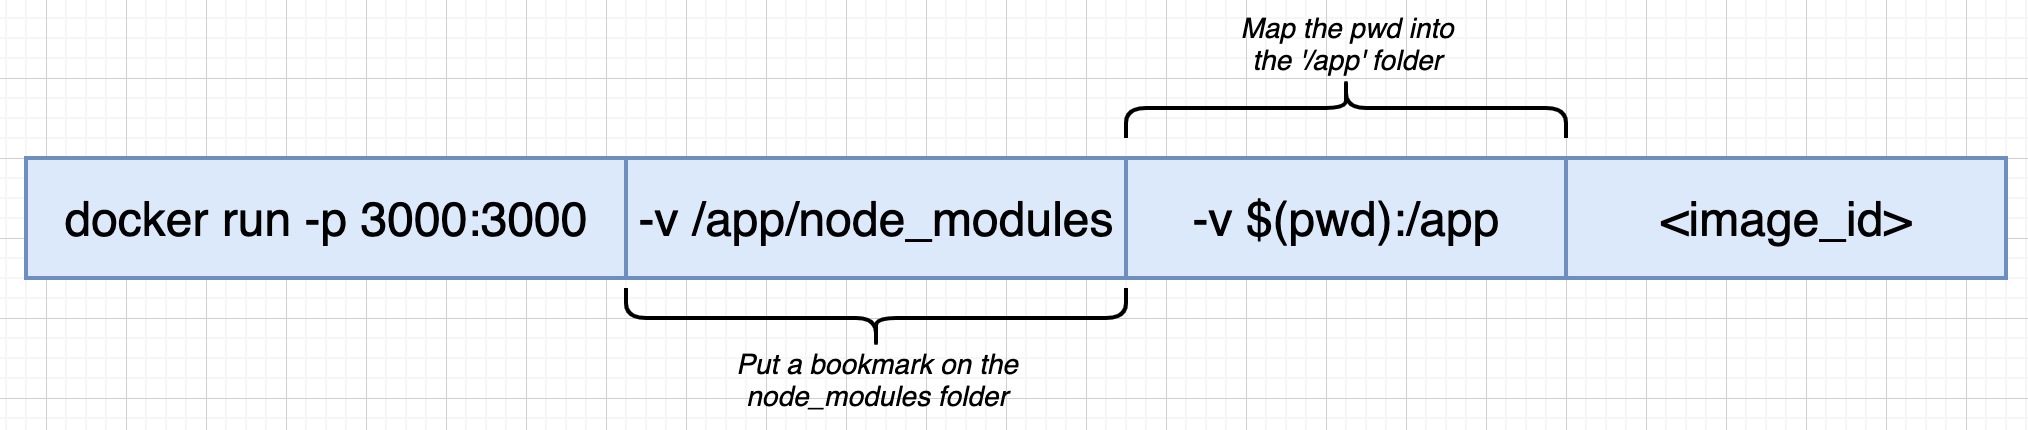 Map the pwd into
the '/app' folder
docker run -p 3000:3000 -v /app/node_modules -v $(pwd):/app <image_id>
Put a bookmark on the
node_modules folder